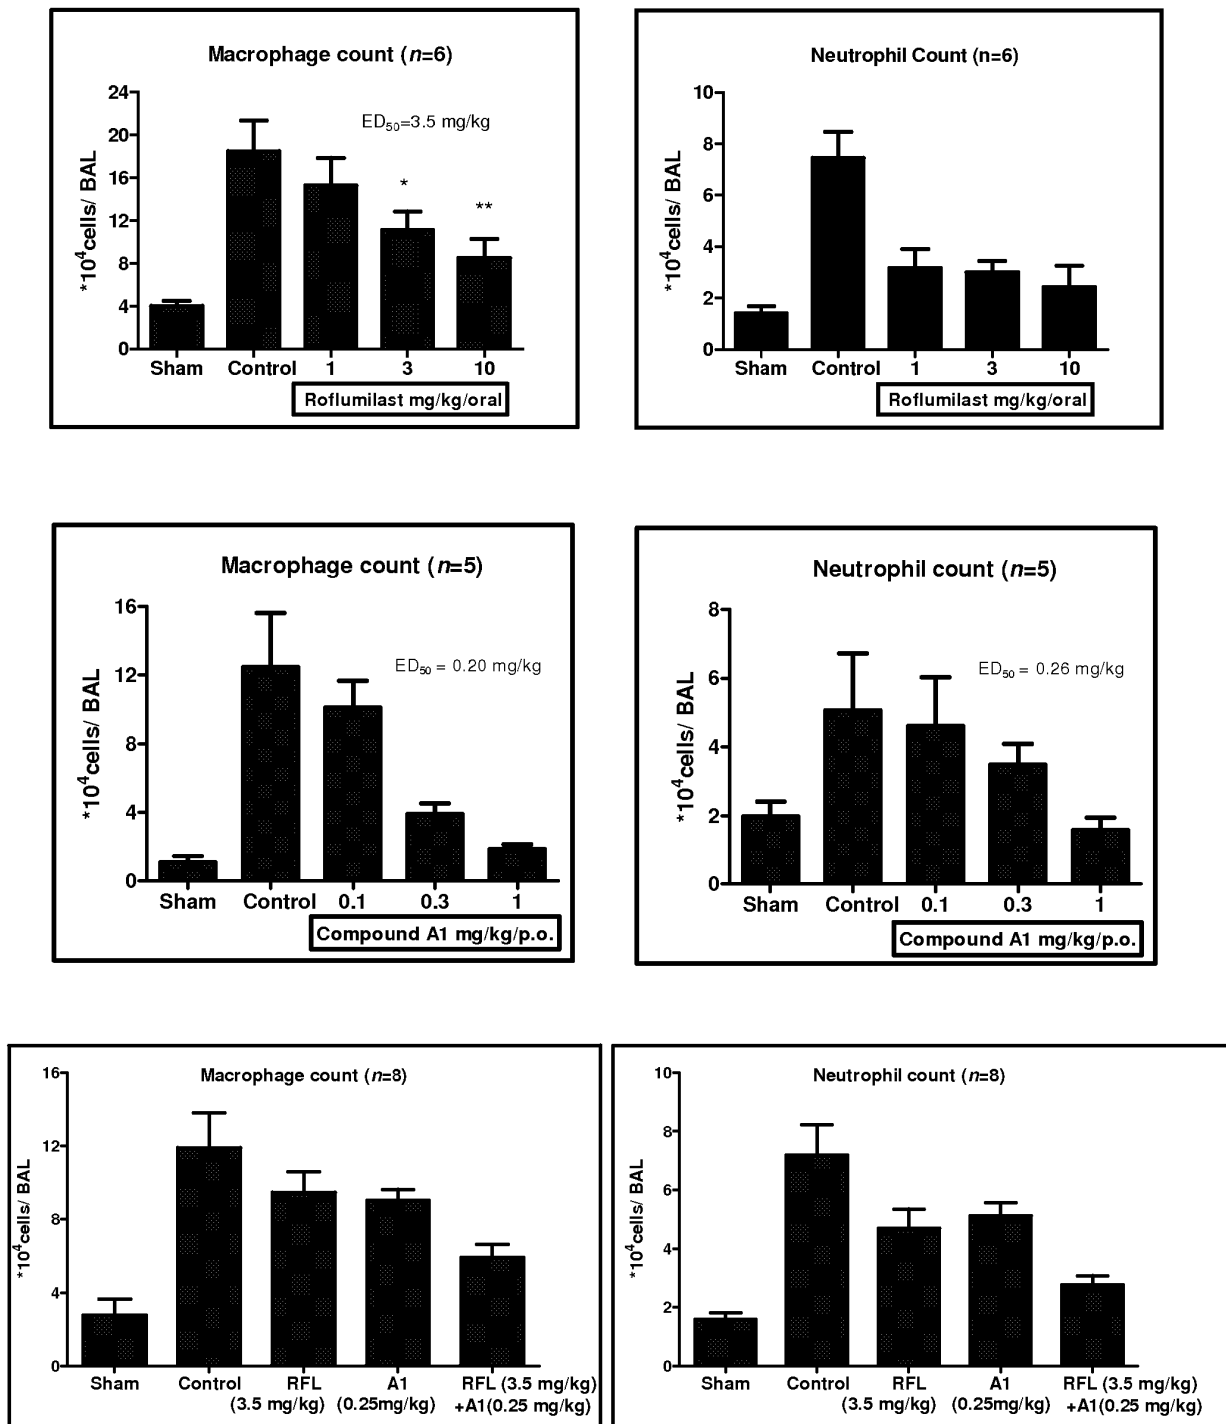 Macrophage count (n=6)
24
20
16
12
8
4
0
*10⁴cells/ BAL
ED₅₀=3.5 mg/kg
*
**
Sham Control 1 3 10
Roflumilast mg/kg/oral
Neutrophil Count (n=6)
10
8
6
4
2
0
*10⁴cells/ BAL
Sham Control 1 3 10
Roflumilast mg/kg/oral
Macrophage count (n=5)
16
12
8
4
0
*10⁴cells/ BAL
ED₅₀ = 0.20 mg/kg
Sham Control 0.1 0.3 1
Compound A1 mg/kg/p.o.
Neutrophil count (n=5)
8
6
4
2
0
*10⁴cells/ BAL
ED₅₀ = 0.26 mg/kg
Sham Control 0.1 0.3 1
Compound A1 mg/kg/p.o.
Macrophage count (n=8)
16
12
8
4
0
*10⁴cells/ BAL
Sham Control RFL A1 RFL (3.5 mg/kg)
(3.5 mg/kg) (0.25mg/kg) +A1(0.25 mg/kg)
Neutrophil count (n=8)
10
8
6
4
2
0
*10⁴cells/ BAL
Sham Control RFL A1 RFL (3.5 mg/kg)
(3.5 mg/kg) (0.25mg/kg) +A1(0.25 mg/kg)